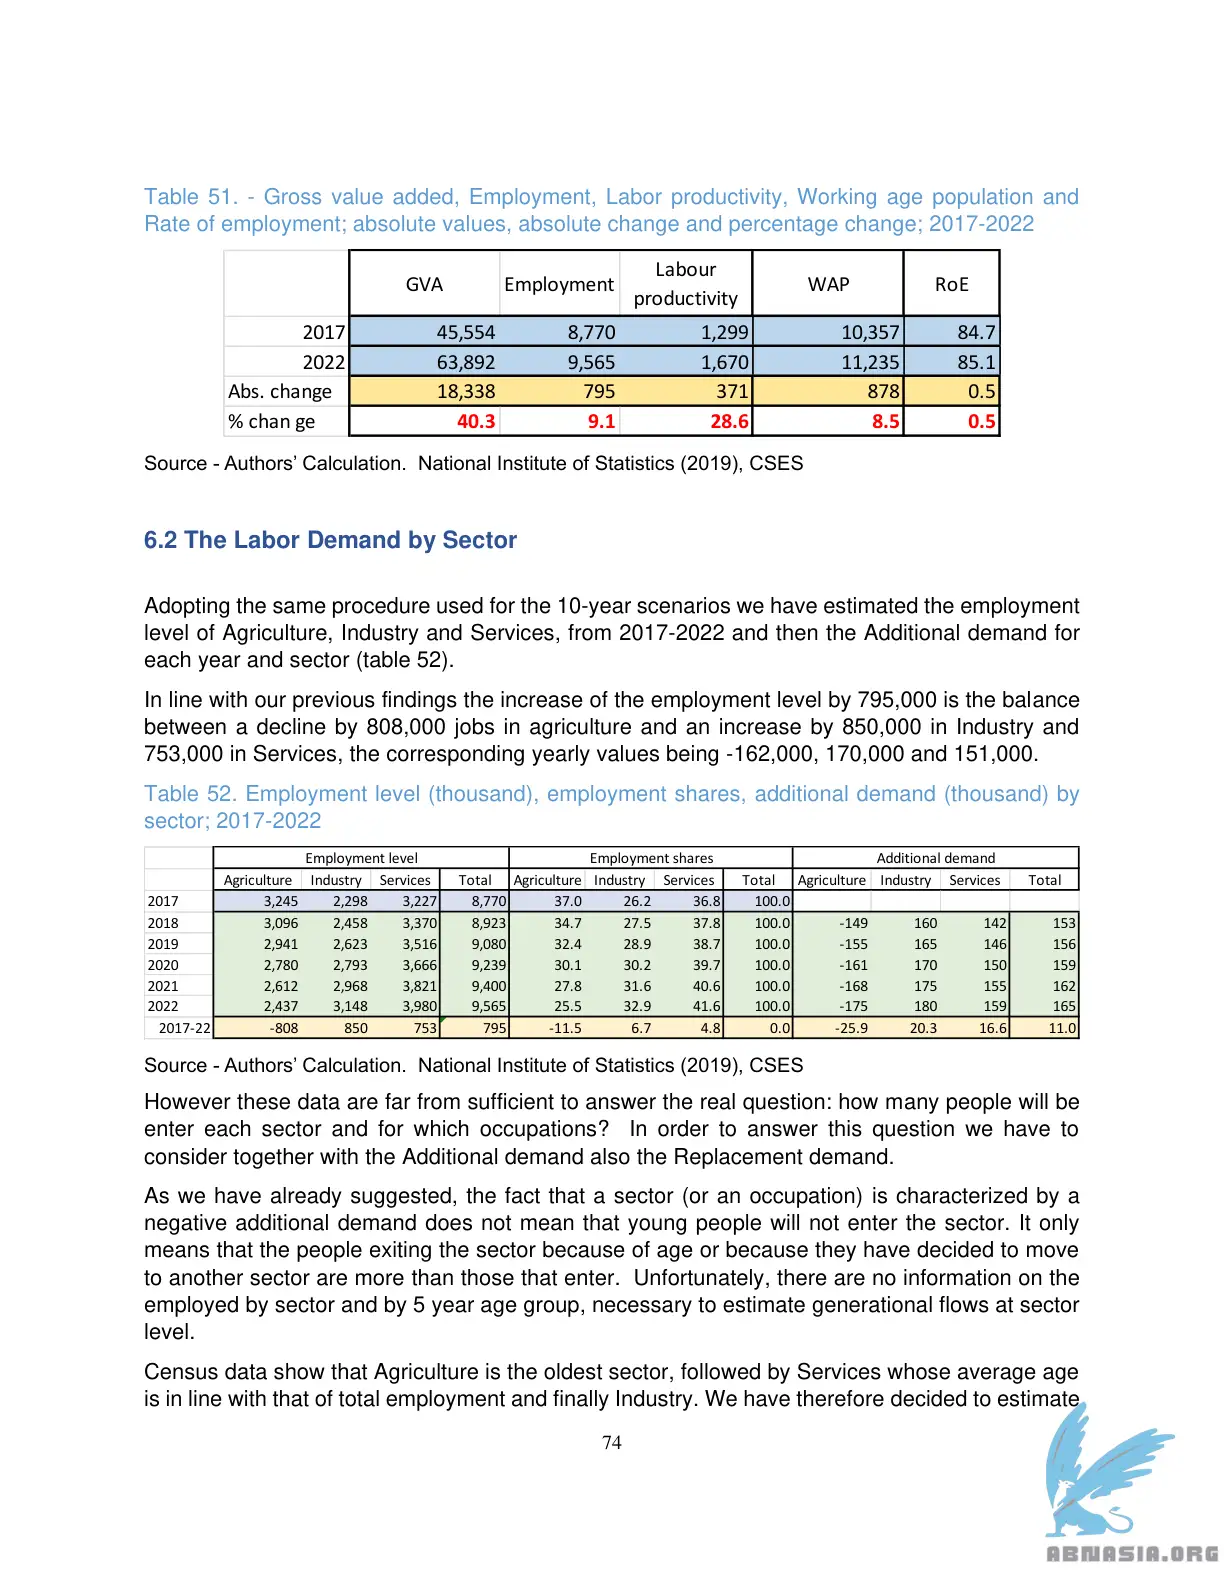 Table 51. - Gross value added, Employment, Labor productivity, Working age population and
Rate of employment; absolute values, absolute change and percentage change; 2017-2022
GVA Employment Labour productivity WAP RoE
2017 45,554 8,770 1,299 10,357 84.7
2022 63,892 9,565 1,670 11,235 85.1
Abs. change 18,338 795 371 878 0.5
% chan ge 40.3 9.1 28.6 8.5 0.5
Source - Authors’ Calculation. National Institute of Statistics (2019), CSES
6.2 The Labor Demand by Sector
Adopting the same procedure used for the 10-year scenarios we have estimated the employment
level of Agriculture, Industry and Services, from 2017-2022 and then the Additional demand for
each year and sector (table 52).
In line with our previous findings the increase of the employment level by 795,000 is the balance
between a decline by 808,000 jobs in agriculture and an increase by 850,000 in Industry and
753,000 in Services, the corresponding yearly values being -162,000, 170,000 and 151,000.
Table 52. Employment level (thousand), employment shares, additional demand (thousand) by
sector; 2017-2022
Employment level Employment shares Additional demand
Agriculture Industry Services Total Agriculture Industry Services Total Agriculture Industry Services Total
2017 3,245 2,298 3,227 8,770 37.0 26.2 36.8 100.0
2018 3,096 2,458 3,370 8,923 34.7 27.5 37.8 100.0 -149 160 142 153
2019 2,941 2,623 3,516 9,080 32.4 28.9 38.7 100.0 -155 165 146 156
2020 2,780 2,793 3,666 9,239 30.1 30.2 39.7 100.0 -161 170 150 159
2021 2,612 2,968 3,821 9,400 27.8 31.6 40.6 100.0 -168 175 155 162
2022 2,437 3,148 3,980 9,565 25.5 32.9 41.6 100.0 -175 180 159 165
2017-22 -808 850 753 795 -11.5 6.7 4.8 0.0 -25.9 20.3 16.6 11.0
Source - Authors’ Calculation. National Institute of Statistics (2019), CSES
However these data are far from sufficient to answer the real question: how many people will be
enter each sector and for which occupations? In order to answer this question we have to
consider together with the Additional demand also the Replacement demand.
As we have already suggested, the fact that a sector (or an occupation) is characterized by a
negative additional demand does not mean that young people will not enter the sector. It only
means that the people exiting the sector because of age or because they have decided to move
to another sector are more than those that enter. Unfortunately, there are no information on the
employed by sector and by 5 year age group, necessary to estimate generational flows at sector
level.
Census data show that Agriculture is the oldest sector, followed by Services whose average age
is in line with that of total employment and finally Industry. We have therefore decided to estimate
74
ABNASIA.ORG